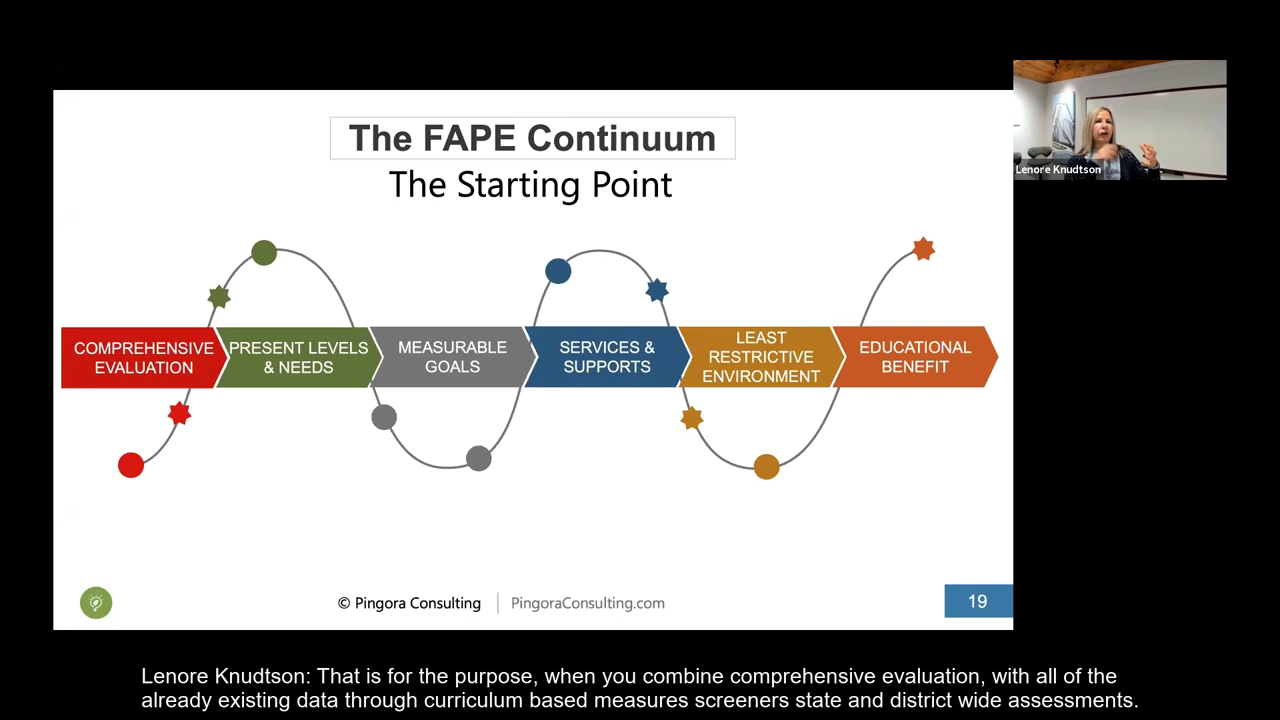 The FAPE Continuum
The Starting Point
Lenore Knudtson
COMPREHENSIVE
EVALUATION
PRESENT LEVELS
& NEEDS
MEASURABLE
GOALS
SERVICES &
SUPPORTS
LEAST
RESTRICTIVE
ENVIRONMENT
EDUCATIONAL
BENEFIT
© Pingora Consulting
PingoraConsulting.com
19
Lenore Knudtson: That is for the purpose, when you combine comprehensive evaluation, with all of the
already existing data through curriculum based measures screeners state and district wide assessments.